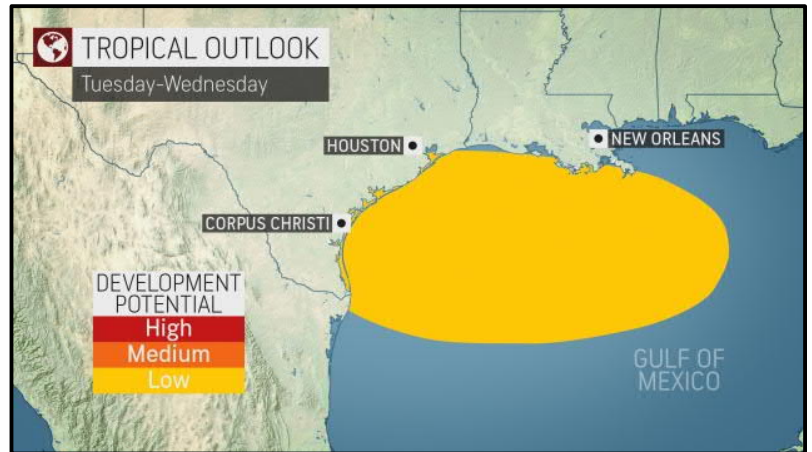 TROPICAL OUTLOOK
Tuesday-Wednesday
HOUSTON
NEW ORLEANS
CORPUS CHRISTI
DEVELOPMENT
POTENTIAL
High
Medium
Low
GULF OF
MEXICO